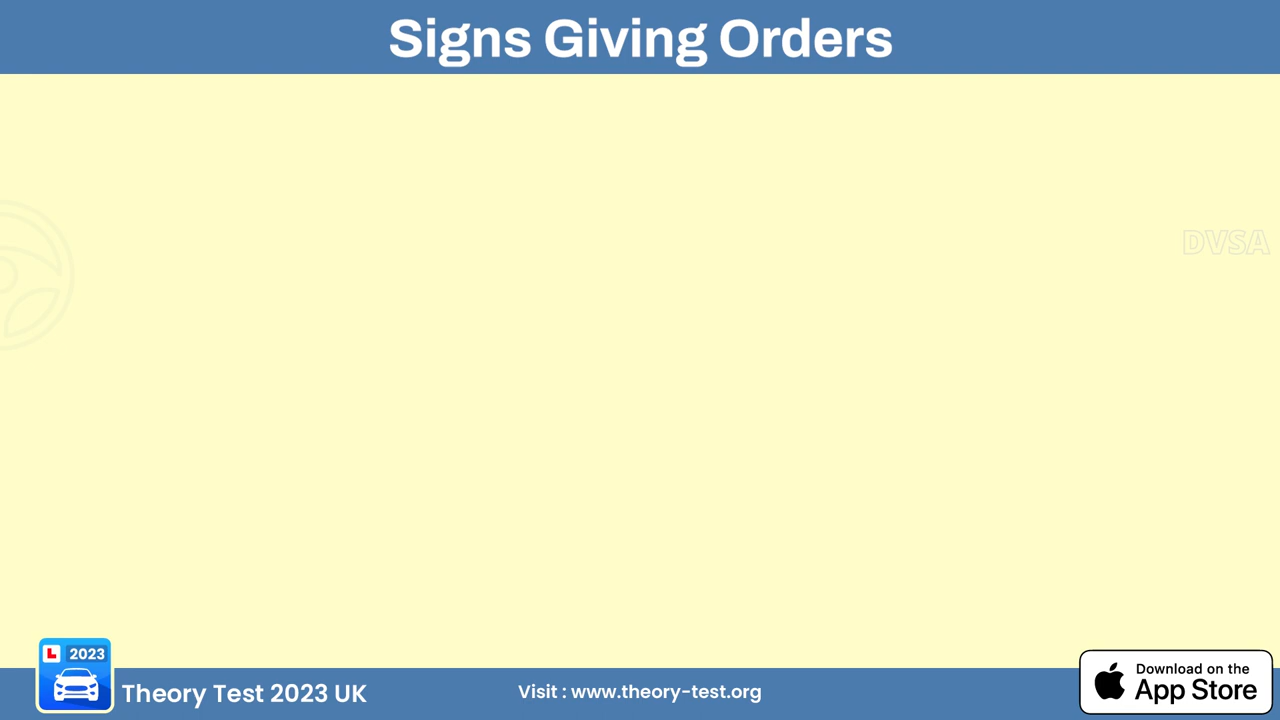 Signs Giving Orders
DVSA
L 2023
Theory Test 2023 UK
Visit : www.theory-test.org
Download on the
App Store